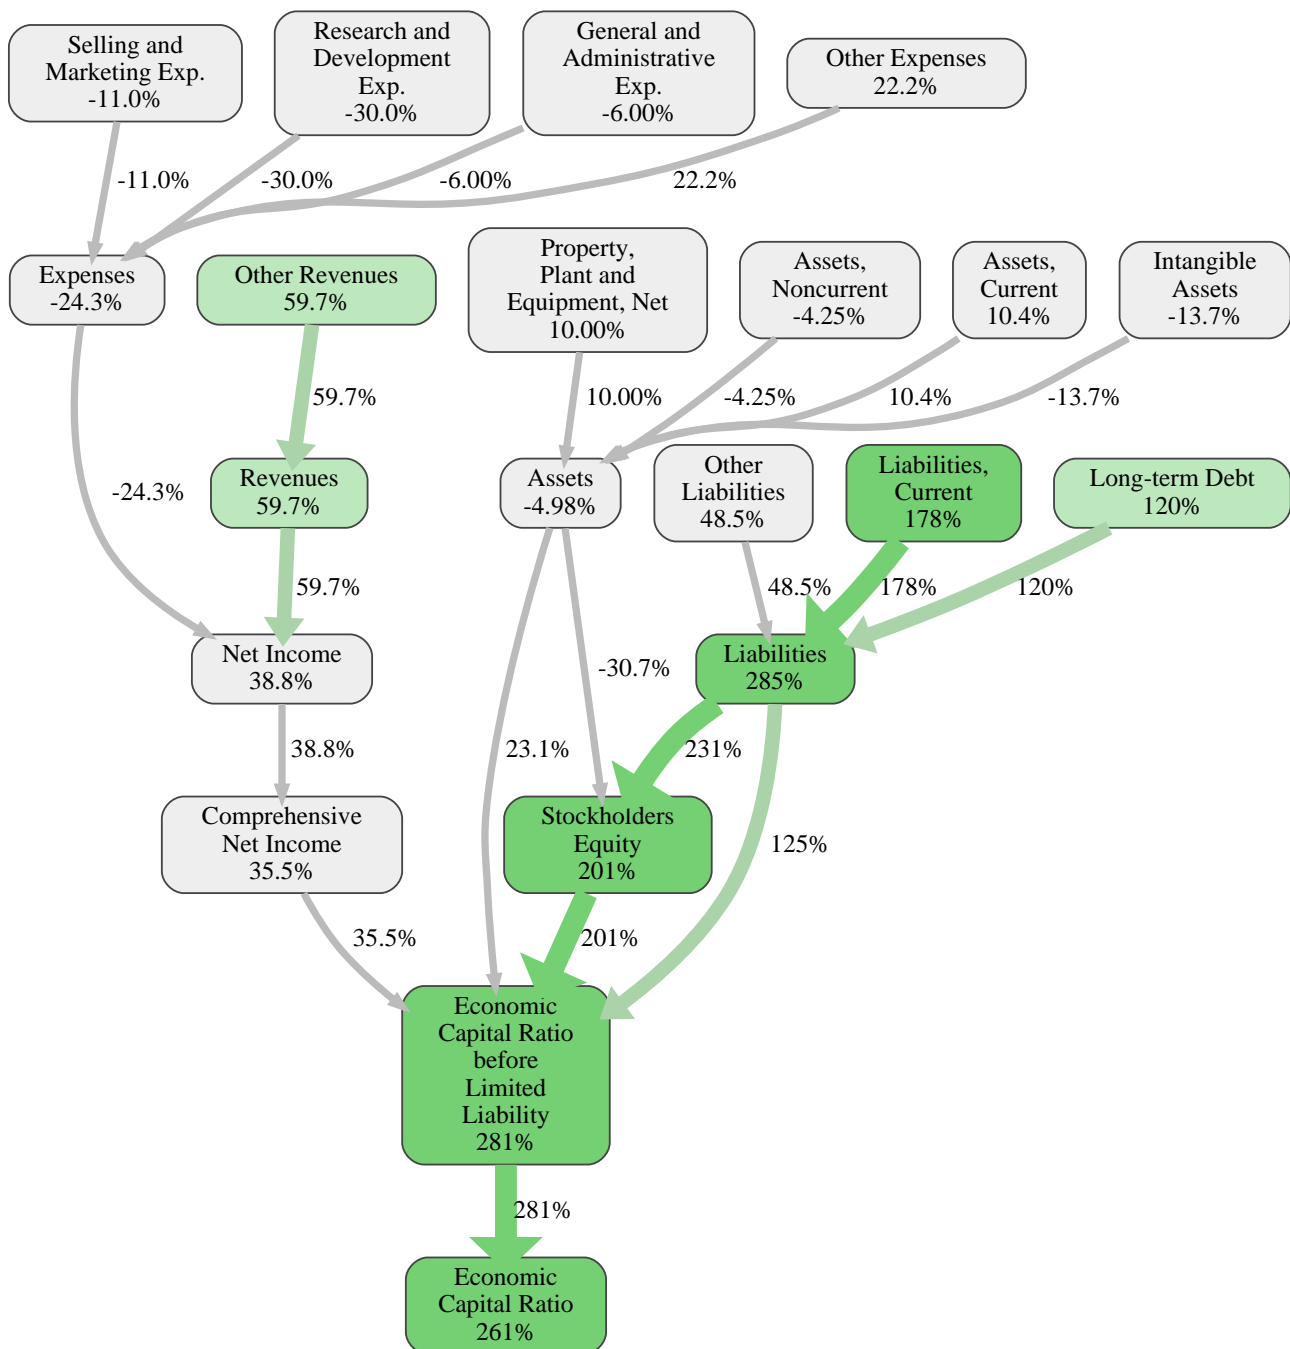 Selling and
Marketing Exp.
-11.0%
Research and
Development
Exp.
-30.0%
General and
Administrative
Exp.
-6.00%
Other Expenses
22.2%
-11.0%
-30.0%
-6.00%
22.2%
Expenses
-24.3%
Other Revenues
59.7%
Property,
Plant and
Equipment, Net
10.00%
Assets,
Noncurrent
-4.25%
Assets,
Current
10.4%
Intangible
Assets
-13.7%
59.7%
10.00%
-4.25%
10.4%
-13.7%
Revenues
59.7%
Assets
-4.98%
Other
Liabilities
48.5%
Liabilities,
Current
178%
Long-term Debt
120%
-24.3%
59.7%
48.5%
178%
120%
Net Income
38.8%
-30.7%
Liabilities
285%
38.8%
23.1%
231%
Comprehensive
Net Income
35.5%
Stockholders
Equity
201%
125%
35.5%
201%
Economic
Capital Ratio
before
Limited
Liability
281%
281%
Economic
Capital Ratio
261%